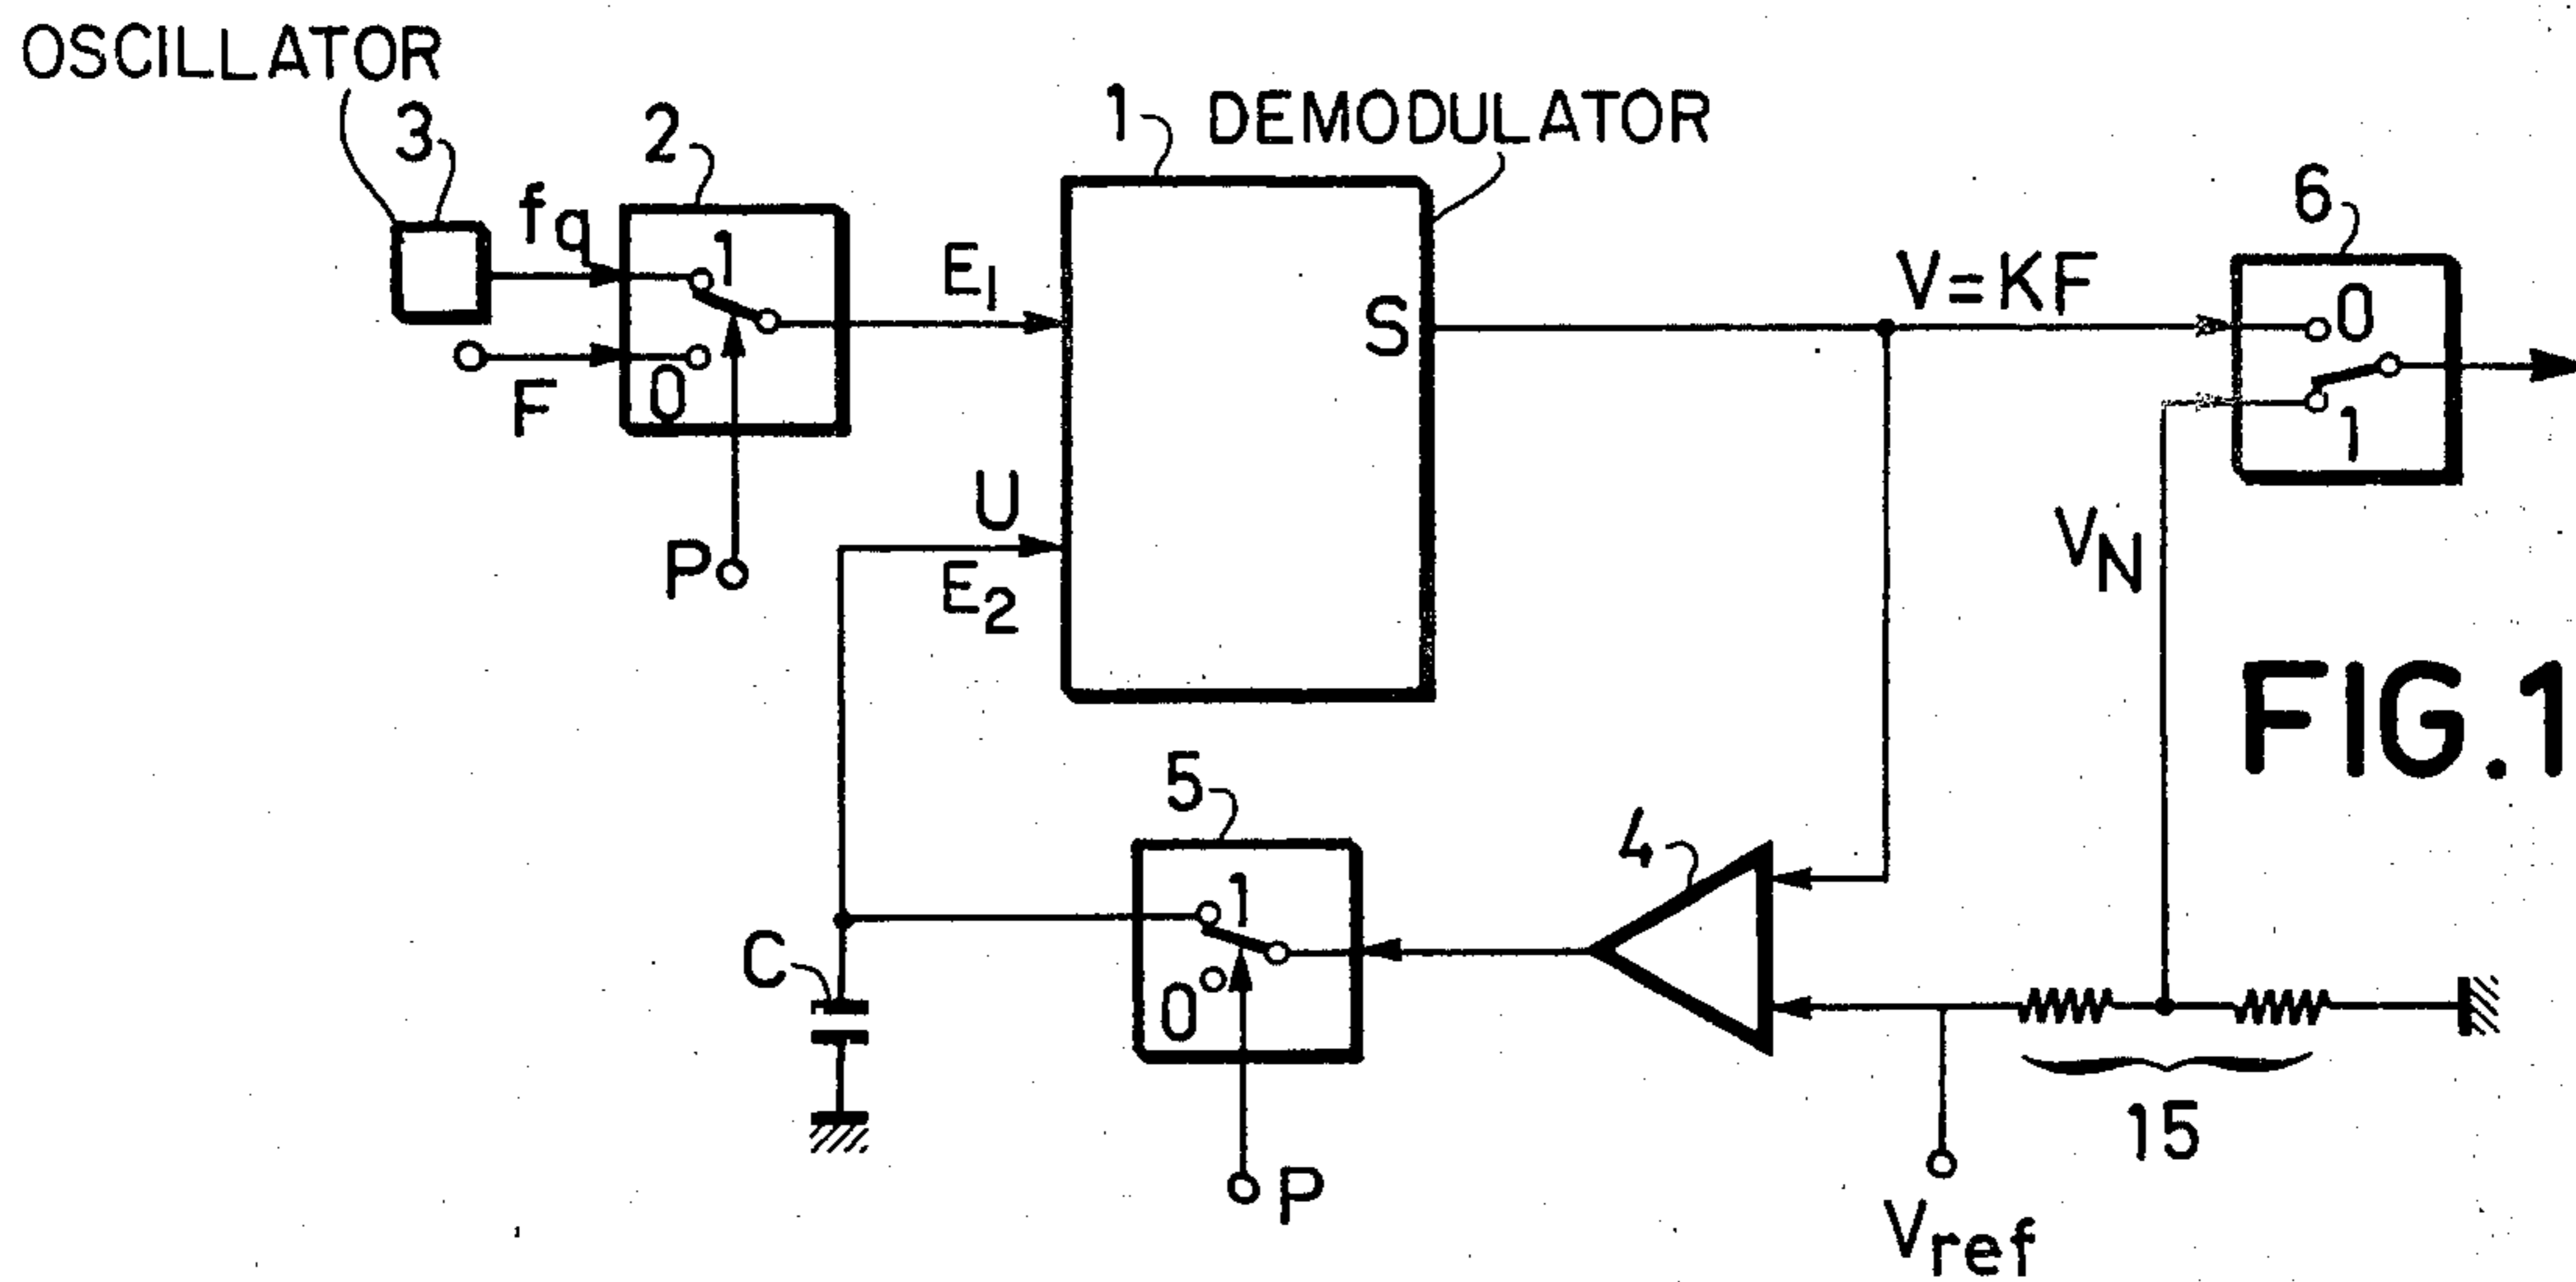 OSCILLATOR
3
2
1
DEMODULATOR
fq
1
E1
6
V=KF
S
0
F
0
1
U
VN
P
E2
FIG.1
5
4
1
C
0
15
P
Vref